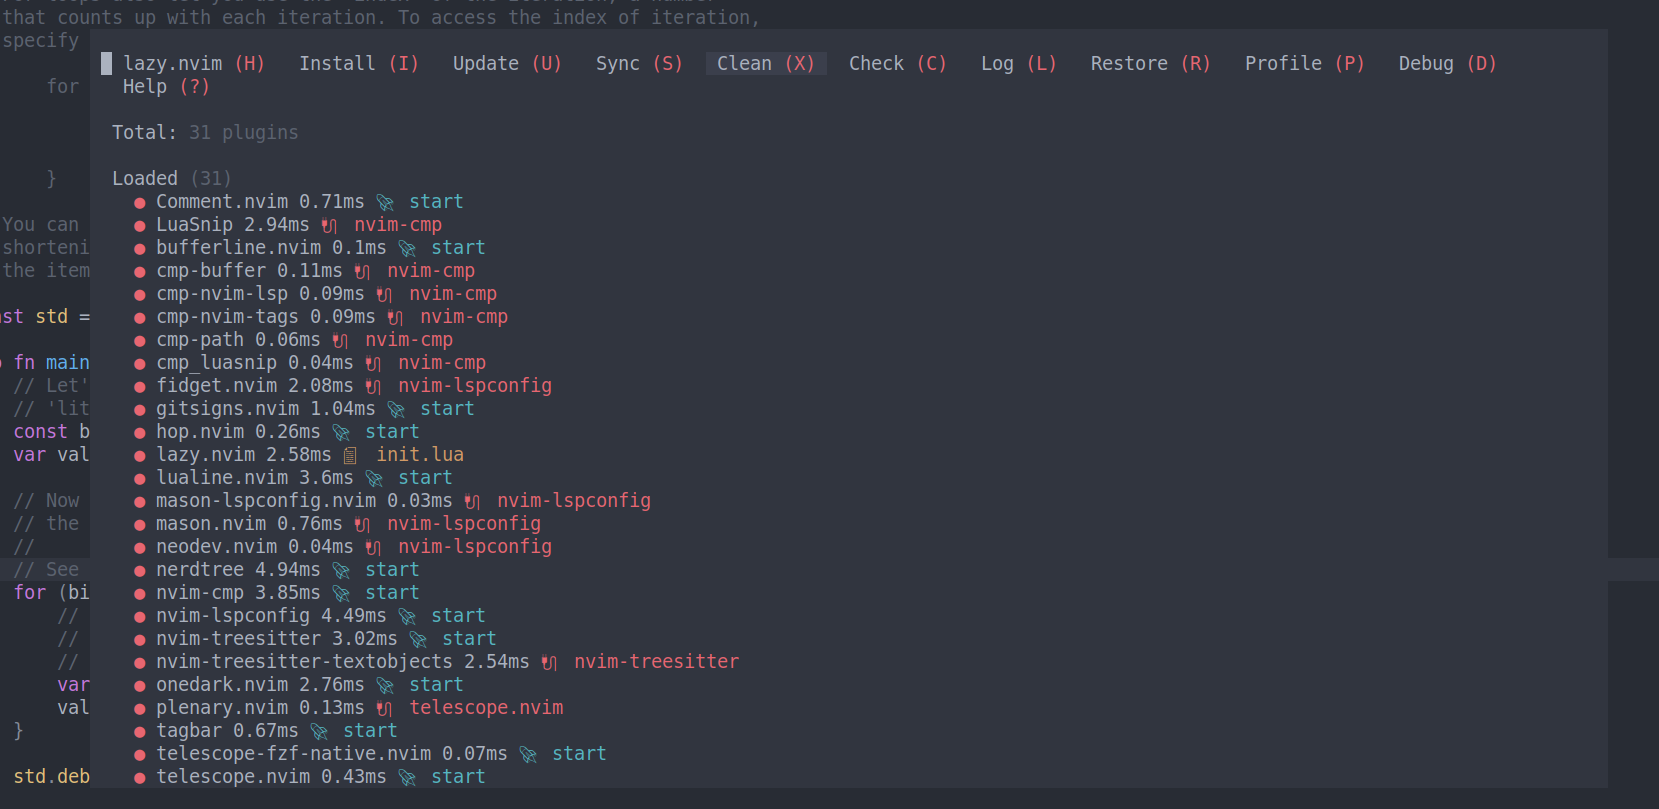 that counts up with each iteration. To access the index of iteration,
specify
lazy.nvim (H) Install (I) Update (U) Sync (S) Clean (X) Check (C) Log (L) Restore (R) Profile (P) Debug (D)
for Help (?)
Total: 31 plugins
} Loaded (31)
● Comment.nvim 0.71ms start
You can ● LuaSnip 2.94ms nvim-cmp
● bufferline.nvim 0.1ms start
the item ● cmp-buffer 0.11ms nvim-cmp
● cmp-nvim-lsp 0.09ms nvim-cmp
std = ● cmp-nvim-tags 0.09ms nvim-cmp
● cmp-path 0.06ms nvim-cmp
fn main ● cmp_luasnip 0.04ms nvim-cmp
// Let' ● fidget.nvim 2.08ms nvim-lspconfig
// 'lit ● gitsigns.nvim 1.04ms start
const b ● hop.nvim 0.26ms start
var val ● lazy.nvim 2.58ms init.lua
● lualine.nvim 3.6ms start
// Now ● mason-lspconfig.nvim 0.03ms nvim-lspconfig
// the ● mason.nvim 0.76ms nvim-lspconfig
// ● neodev.nvim 0.04ms nvim-lspconfig
// See ● nerdtree 4.94ms start
for (bi ● nvim-cmp 3.85ms start
// ● nvim-lspconfig 4.49ms start
// ● nvim-treesitter 3.02ms start
// ● nvim-treesitter-textobjects 2.54ms nvim-treesitter
var ● onedark.nvim 2.76ms start
val ● plenary.nvim 0.13ms telescope.nvim
} ● tagbar 0.67ms start
● telescope-fzf-native.nvim 0.07ms start
std.deb ● telescope.nvim 0.43ms start